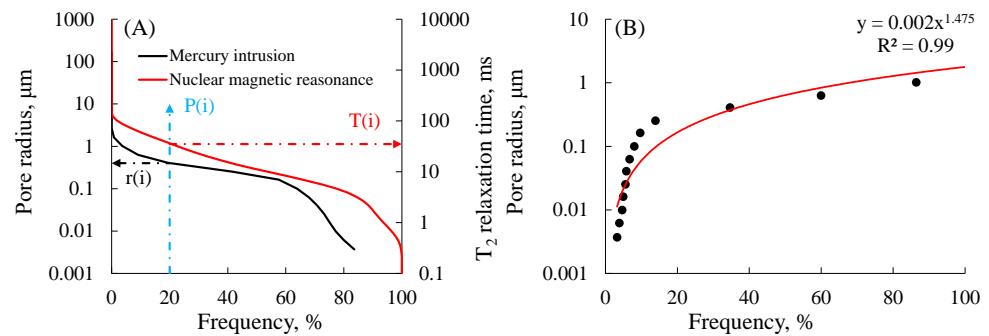 (A)
Mercury intrusion
Nuclear magnetic reasonance
P(i)
T(i)
r(i)
1000
100
10
1
0.1
0.01
0.001
Pore radius, μm
10000
1000
100
10
1
0.1
T2 relaxation time, ms
0 20 40 60 80 100
Frequency, %
(B)
y = 0.002x^1.475
R² = 0.99
10
1
0.1
0.01
0.001
Pore radius, μm
0 20 40 60 80 100
Frequency, %